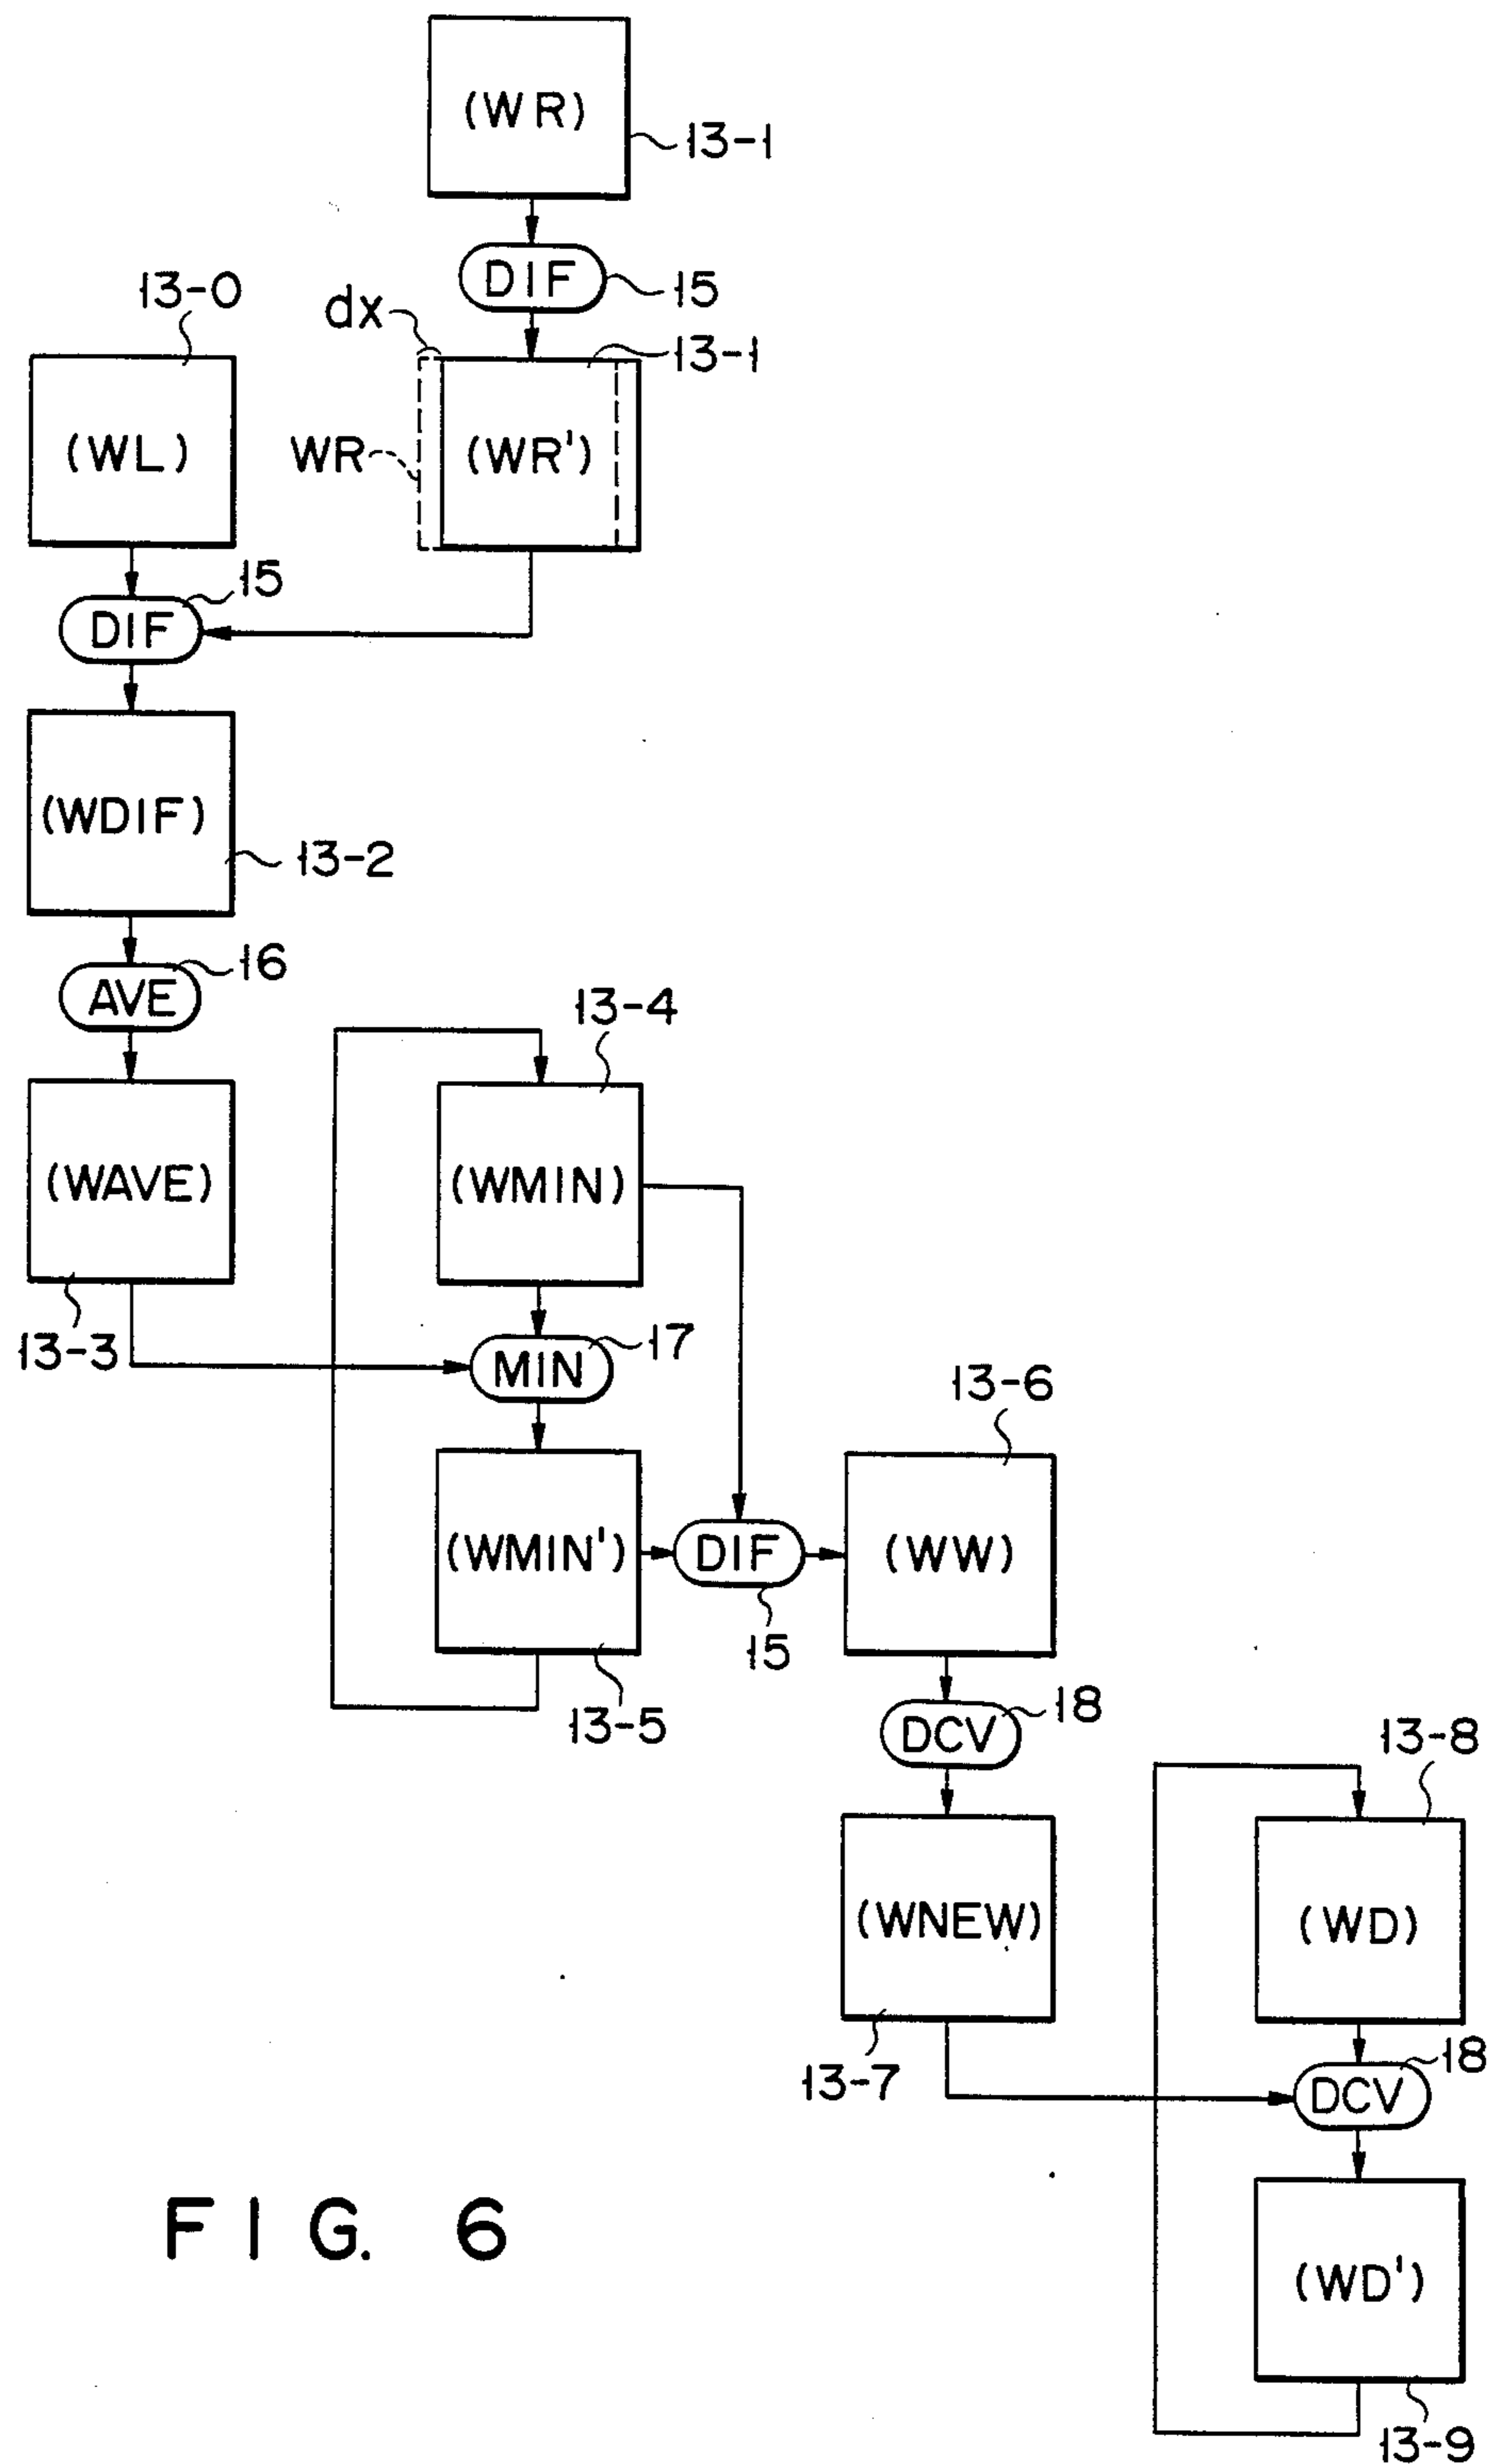 (WR)
13-1
DIF
15
13-0
dx
13-1
(WL)
WR
(WR')
15
DIF
(WDIF)
13-2
16
AVE
13-4
(WAVE)
(WMIN)
13-3
17
MIN
13-6
(WMIN')
DIF
(WW)
15
13-5
18
DCV
13-8
(WNEW)
(WD)
13-7
18
DCV
(WD')
13-9
FIG. 6